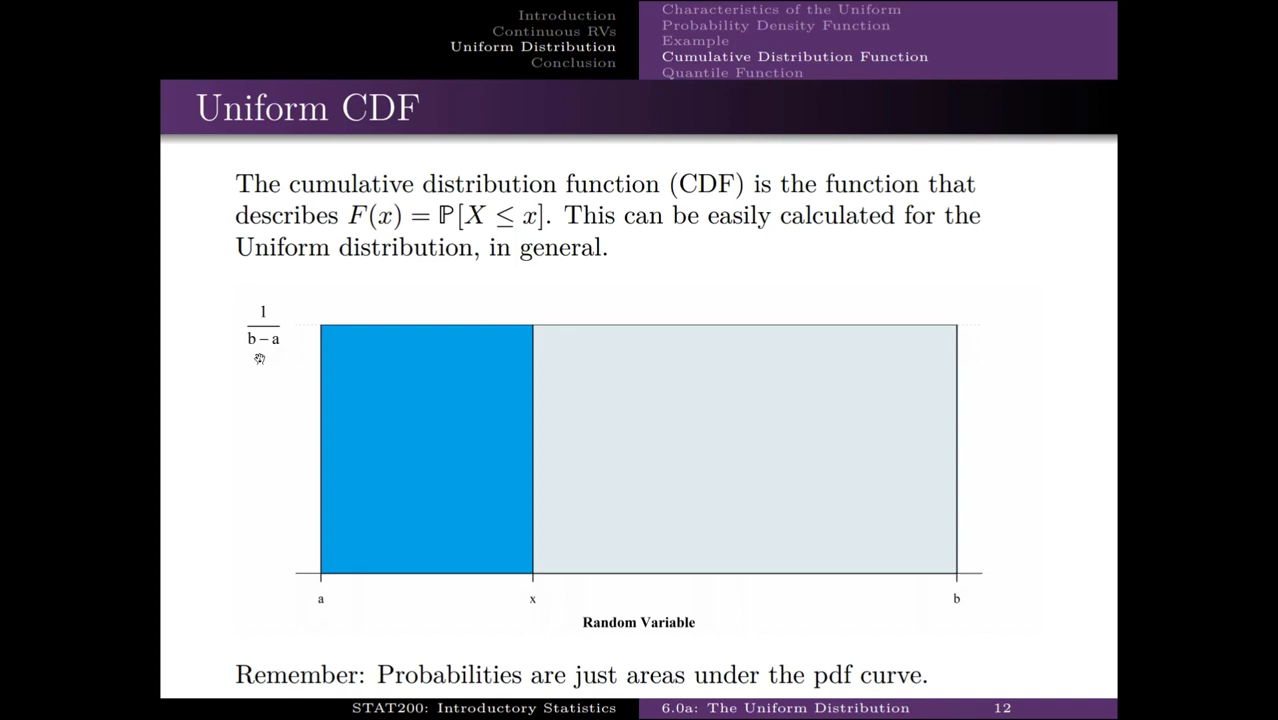 Introduction
Continuous RVs
Uniform Distribution
Conclusion
Characteristics of the Uniform
Probability Density Function
Example
Cumulative Distribution Function
Quantile Function
Uniform CDF
The cumulative distribution function (CDF) is the function that
describes F(x) = ℙ[X ≤ x]. This can be easily calculated for the
Uniform distribution, in general.
1
b – a
a
x
b
Random Variable
Remember: Probabilities are just areas under the pdf curve.
STAT200: Introductory Statistics
6.0a: The Uniform Distribution
12